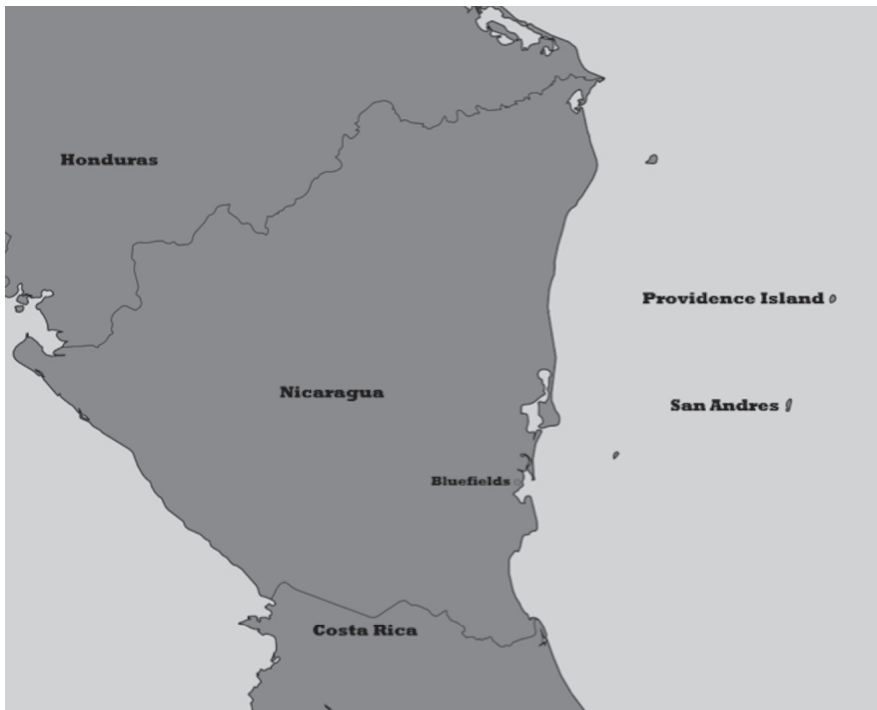 Honduras
Providence Island
Nicaragua
San Andres
Bluefields
Costa Rica